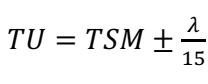 TU = TSM ± λ/15